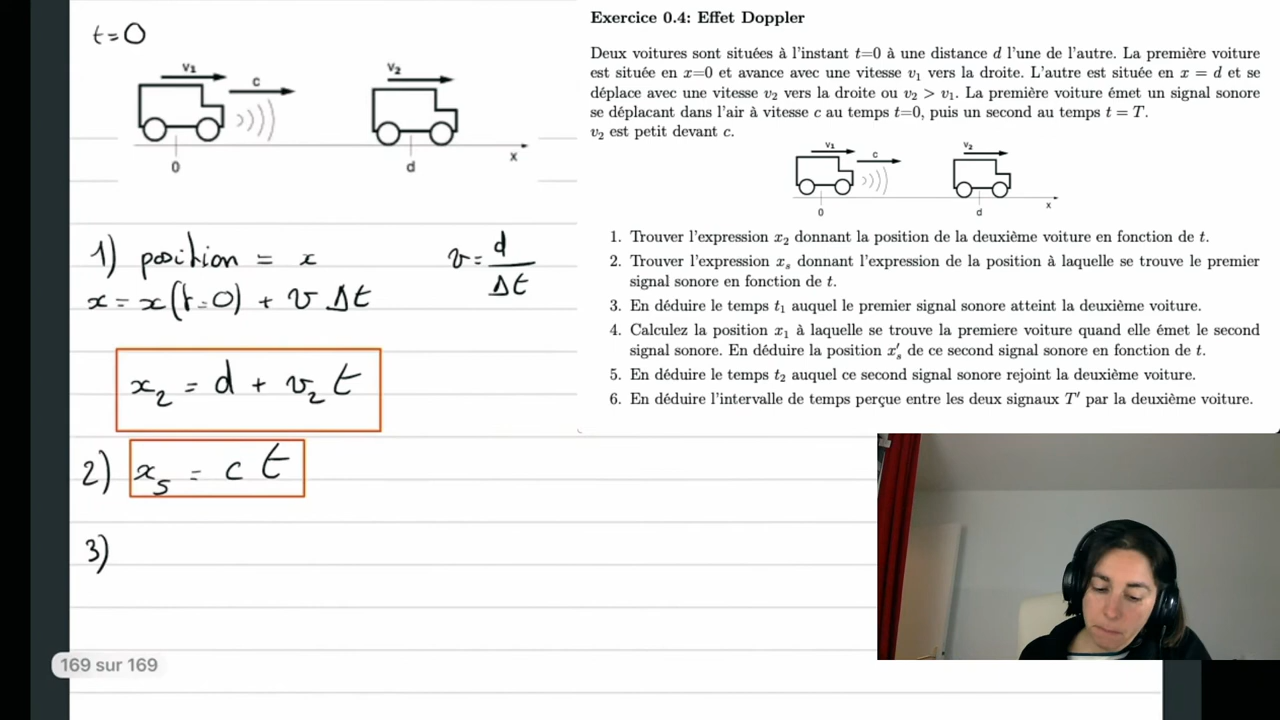 t=0
v₁
c
v₂
0
d
x
1) position = x
v = d / Δt
x = x(t=0) + v Δt
x₂ = d + v₂ t
2) xₛ = c t
3)
169 sur 169
Exercice 0.4: Effet Doppler
Deux voitures sont situées à l'instant t=0 à une distance d l'une de l'autre. La première voiture
est située en x=0 et avance avec une vitesse v₁ vers la droite. L'autre est située en x = d et se
déplace avec une vitesse v₂ vers la droite ou v₂ > v₁. La première voiture émet un signal sonore
se déplacant dans l'air à vitesse c au temps t=0, puis un second au temps t = T.
v₂ est petit devant c.
v₁
c
v₂
0
d
x
1. Trouver l'expression x₂ donnant la position de la deuxième voiture en fonction de t.
2. Trouver l'expression xₛ donnant l'expression de la position à laquelle se trouve le premier
signal sonore en fonction de t.
3. En déduire le temps t₁ auquel le premier signal sonore atteint la deuxième voiture.
4. Calculez la position x₁ à laquelle se trouve la premiere voiture quand elle émet le second
signal sonore. En déduire la position x′ₛ de ce second signal sonore en fonction de t.
5. En déduire le temps t₂ auquel ce second signal sonore rejoint la deuxième voiture.
6. En déduire l'intervalle de temps perçue entre les deux signaux T′ par la deuxième voiture.